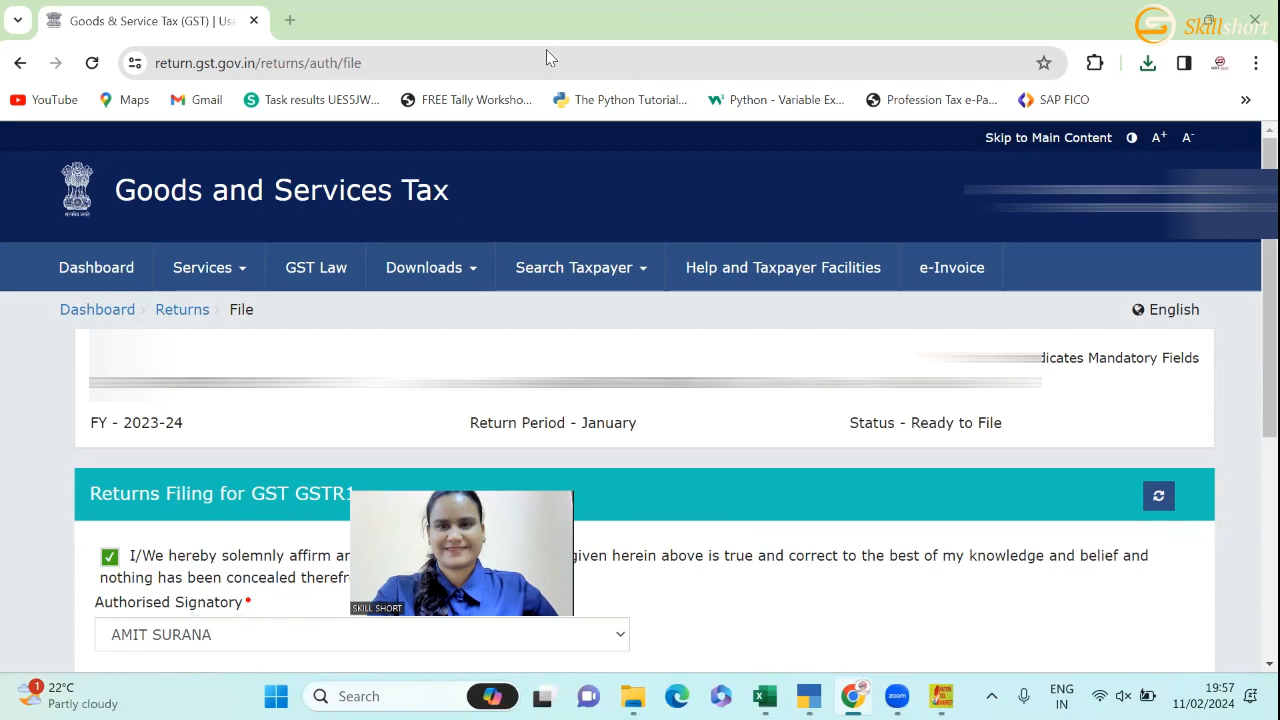 Goods & Service Tax (GST) | Use
Skillshort
return.gst.gov.in/returns/auth/file
YouTube
Maps
Gmail
Task results UES5JW...
FREE Tally Worksho...
The Python Tutorial...
Python - Variable Ex...
Profession Tax e-Pa...
SAP FICO
Skip to Main Content
A+
A-
Goods and Services Tax
Dashboard
Services
GST Law
Downloads
Search Taxpayer
Help and Taxpayer Facilities
e-Invoice
Dashboard > Returns > File
English
dicates Mandatory Fields
FY - 2023-24
Return Period - January
Status - Ready to File
Returns Filing for GST GSTR1
I/We hereby solemnly affirm an given herein above is true and correct to the best of my knowledge and belief and
nothing has been concealed therefr
Authorised Signatory •
SKILL SHORT
AMIT SURANA
1
22°C
Partly cloudy
Search
ENG
IN
19:57
11/02/2024